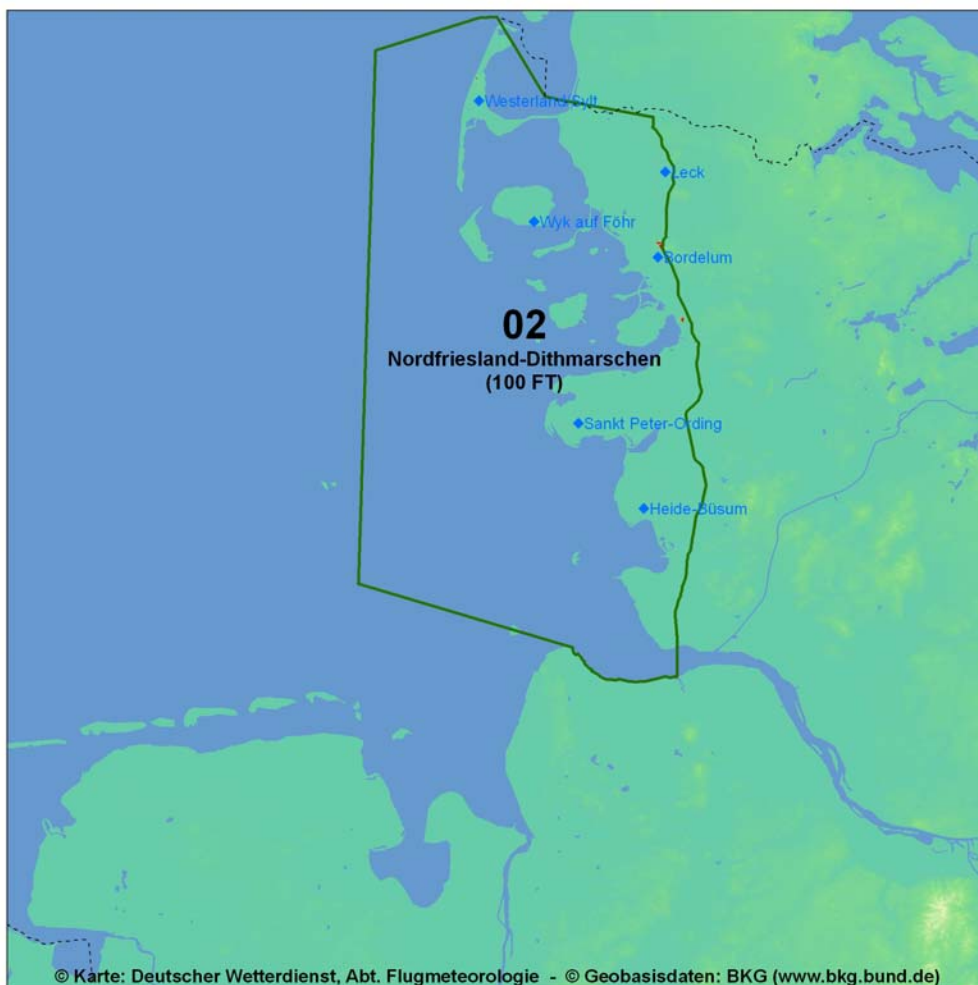 Westerland/Sylt
Leck
Wyk auf Föhr
Bordelum
02
Nordfriesland-Dithmarschen
(100 FT)
Sankt Peter-Ording
Heide-Büsum
© Karte: Deutscher Wetterdienst, Abt. Flugmeteorologie - © Geobasisdaten: BKG (www.bkg.bund.de)